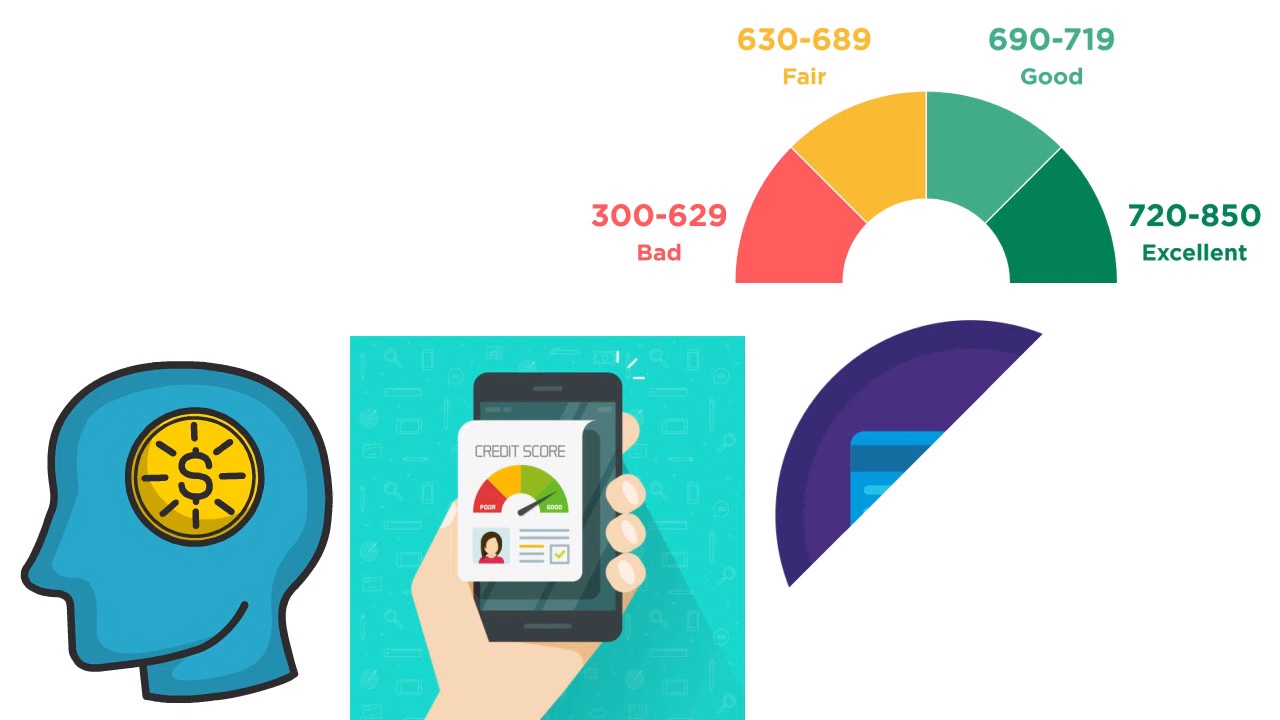 630-689
Fair
690-719
Good
300-629
Bad
720-850
Excellent
$
CREDIT SCORE
POOR
GOOD